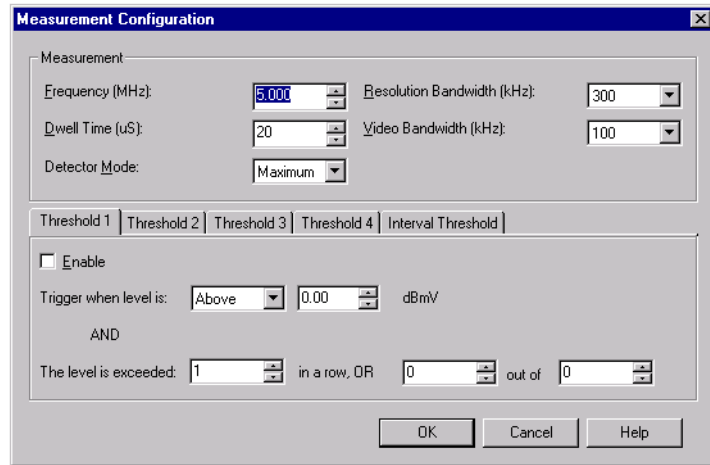 Measurement Configuration
Measurement
Frequency (MHz): 5.000 Resolution Bandwidth (kHz): 300
Dwell Time (uS): 20 Video Bandwidth (kHz): 100
Detector Mode: Maximum
Threshold 1 Threshold 2 Threshold 3 Threshold 4 Interval Threshold
Enable
Trigger when level is: Above 0.00 dBmV
AND
The level is exceeded: 1 in a row, OR 0 out of 0
OK Cancel Help